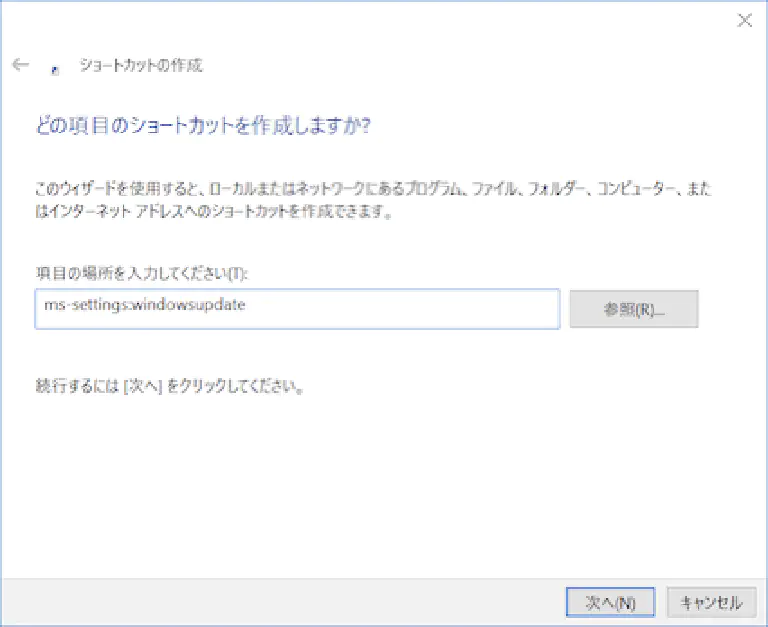 ショートカットの作成
どの項目のショートカットを作成しますか?
このウィザードを使用すると、ローカルまたはネットワークにあるプログラム、ファイル、フォルダー、コンピューター、また
はインターネット アドレスへのショートカットを作成できます。
項目の場所を入力してください(T):
ms-settings:windowsupdate
参照(R)...
続行するには [次へ] をクリックしてください。
次へ(N)
キャンセル